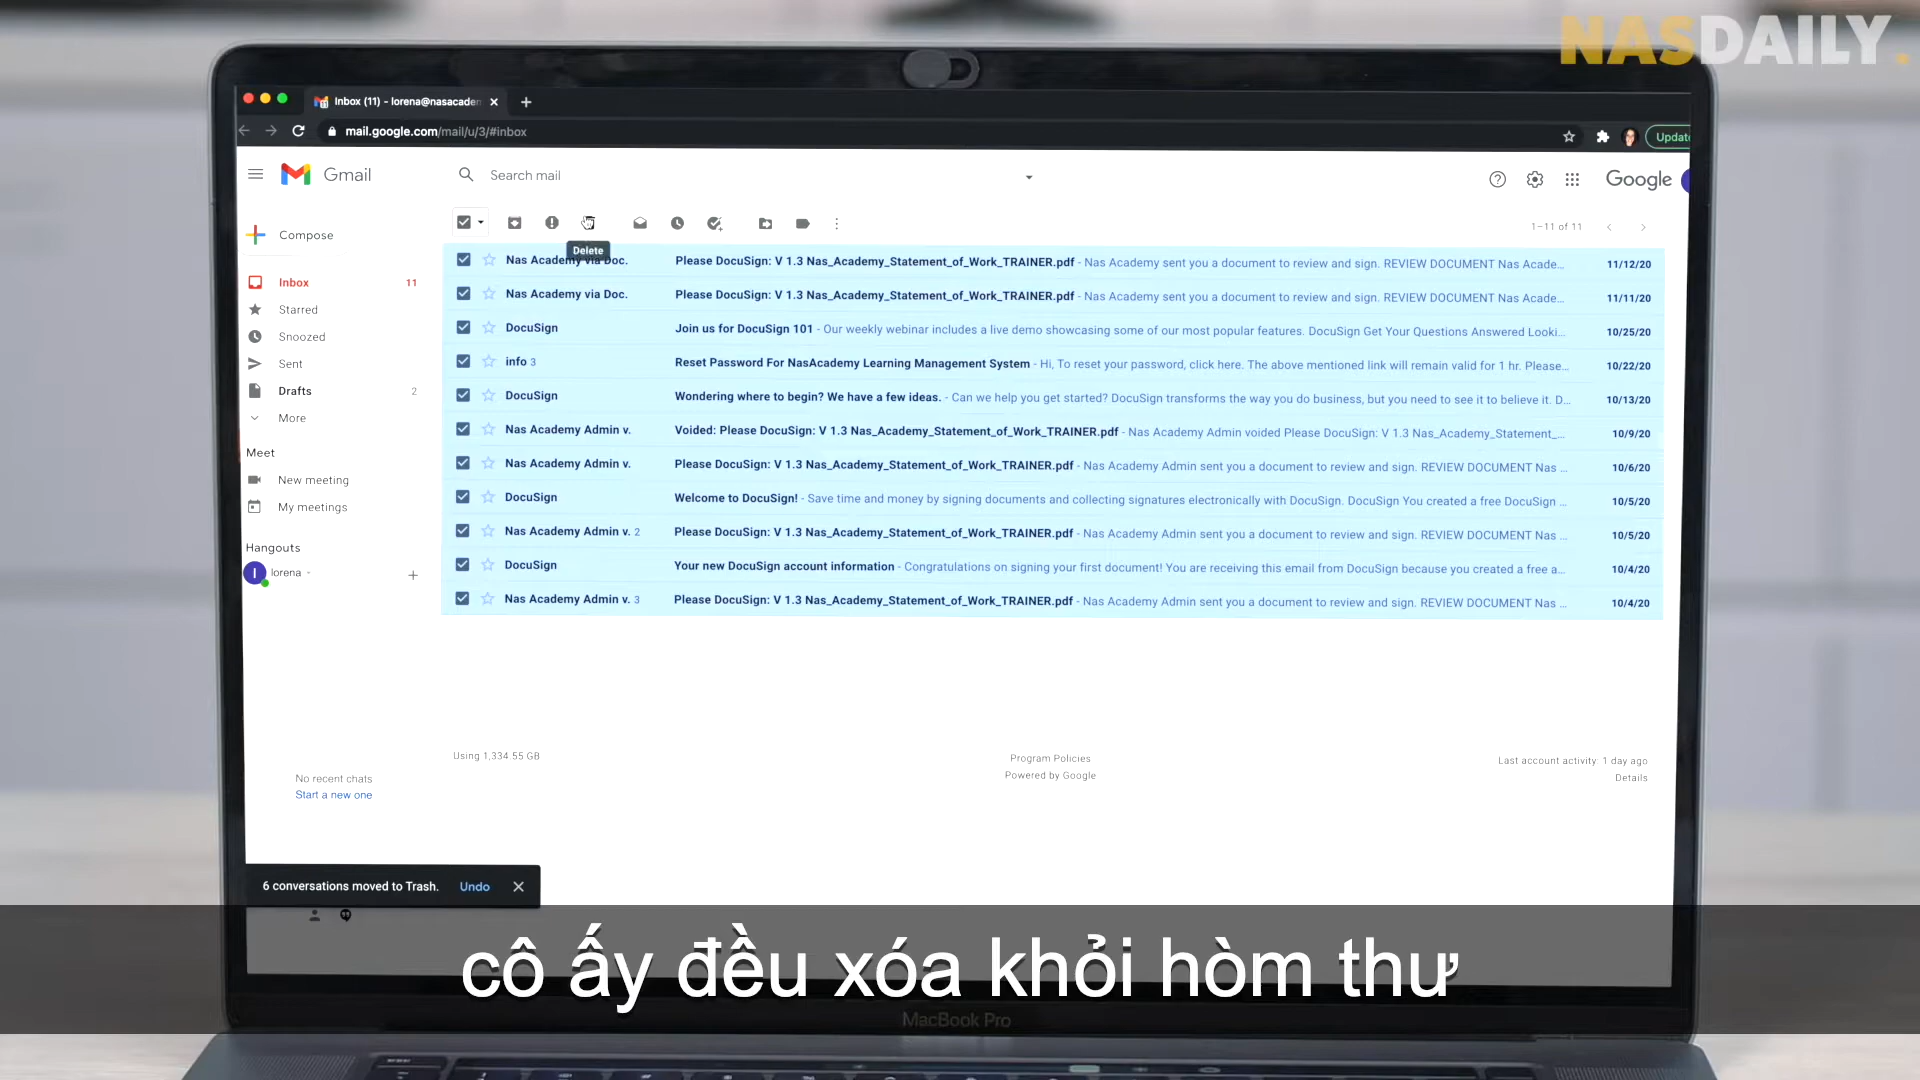 NASDAILY.
Inbox (11) - lorena@nasacaden
mail.google.com/mail/u/3/#inbox
Update
Gmail
Search mail
Google
Compose
1–11 of 11
Delete
Inbox 11
Starred
Snoozed
Sent
Drafts 2
More
Meet
New meeting
My meetings
Hangouts
lorena
Nas Academy via Doc. Please DocuSign: V 1.3 Nas_Academy_Statement_of_Work_TRAINER.pdf - Nas Academy sent you a document to review and sign. REVIEW DOCUMENT Nas Acade... 11/12/20
Nas Academy via Doc. Please DocuSign: V 1.3 Nas_Academy_Statement_of_Work_TRAINER.pdf - Nas Academy sent you a document to review and sign. REVIEW DOCUMENT Nas Acade... 11/11/20
DocuSign Join us for DocuSign 101 - Our weekly webinar includes a live demo showcasing some of our most popular features. DocuSign Get Your Questions Answered Looki... 10/25/20
info 3 Reset Password For NasAcademy Learning Management System - Hi, To reset your password, click here. The above mentioned link will remain valid for 1 hr. Please... 10/22/20
DocuSign Wondering where to begin? We have a few ideas. - Can we help you get started? DocuSign transforms the way you do business, but you need to see it to believe it. D... 10/13/20
Nas Academy Admin v. Voided: Please DocuSign: V 1.3 Nas_Academy_Statement_of_Work_TRAINER.pdf - Nas Academy Admin voided Please DocuSign: V 1.3 Nas_Academy_Statement_... 10/9/20
Nas Academy Admin v. Please DocuSign: V 1.3 Nas_Academy_Statement_of_Work_TRAINER.pdf - Nas Academy Admin sent you a document to review and sign. REVIEW DOCUMENT Nas ... 10/6/20
DocuSign Welcome to DocuSign! - Save time and money by signing documents and collecting signatures electronically with DocuSign. DocuSign You created a free DocuSign ... 10/5/20
Nas Academy Admin v. 2 Please DocuSign: V 1.3 Nas_Academy_Statement_of_Work_TRAINER.pdf - Nas Academy Admin sent you a document to review and sign. REVIEW DOCUMENT Nas ... 10/5/20
DocuSign Your new DocuSign account information - Congratulations on signing your first document! You are receiving this email from DocuSign because you created a free a... 10/4/20
Nas Academy Admin v. 3 Please DocuSign: V 1.3 Nas_Academy_Statement_of_Work_TRAINER.pdf - Nas Academy Admin sent you a document to review and sign. REVIEW DOCUMENT Nas ... 10/4/20
Using 1,334.55 GB
Program Policies
Powered by Google
Last account activity: 1 day ago
Details
No recent chats
Start a new one
6 conversations moved to Trash. Undo
cô ấy đều xóa khỏi hòm thư
MacBook Pro